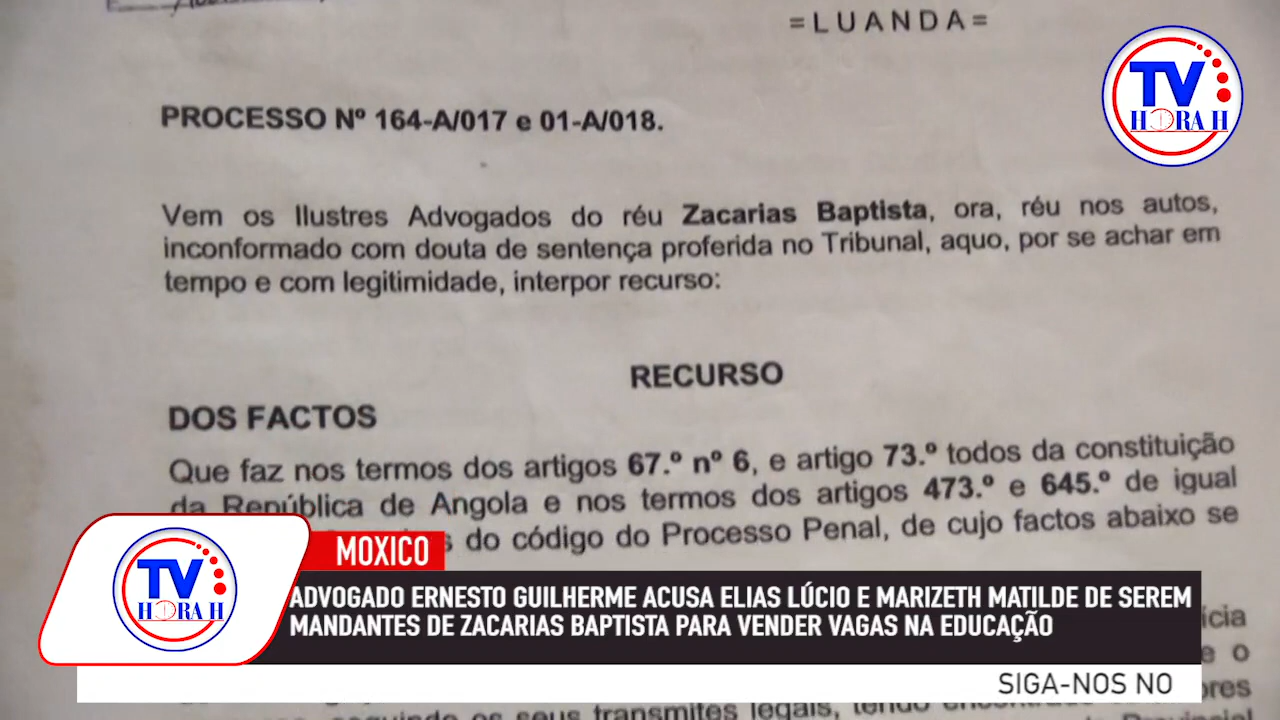 =LUANDA=
TV
HORA H
PROCESSO Nº 164-A/017 e 01-A/018.
Vem os Ilustres Advogados do réu Zacarias Baptista, ora, réu nos autos,
inconformado com douta de sentença proferida no Tribunal, aquo, por se achar em
tempo e com legitimidade, interpor recurso:
RECURSO
DOS FACTOS
Que faz nos termos dos artigos 67.º nº 6, e artigo 73.º todos da constituição
da República de Angola e nos termos dos artigos 473.º e 645.º de igual
do código do Processo Penal, de cujo factos abaixo se
MOXICO
TV
HORA H
ADVOGADO ERNESTO GUILHERME ACUSA ELIAS LÚCIO E MARIZETH MATILDE DE SEREM
MANDANTES DE ZACARIAS BAPTISTA PARA VENDER VAGAS NA EDUCAÇÃO
e o
SIGA-NOS NO
os seus transmites legais,